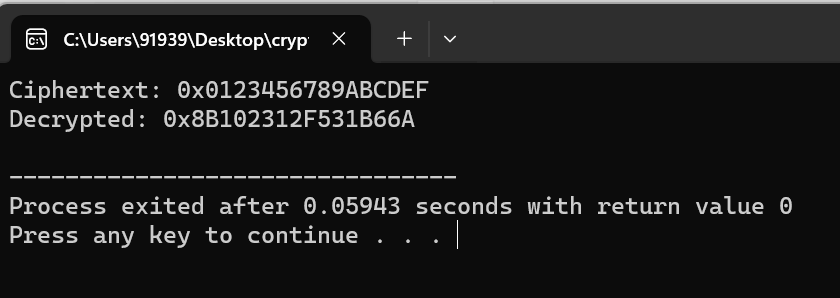 C:\Users\91939\Desktop\cryp
Ciphertext: 0x0123456789ABCDEF
Decrypted: 0x8B102312F531B66A
--------------------------------
Process exited after 0.05943 seconds with return value 0
Press any key to continue . . .